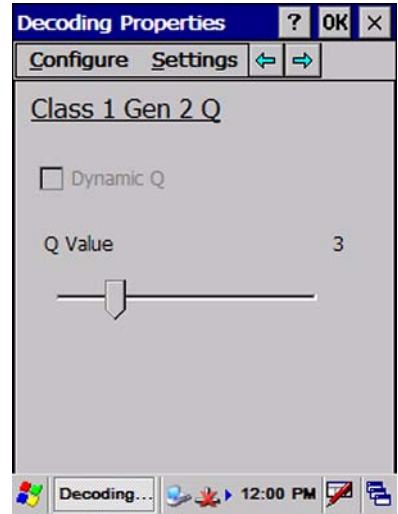 Decoding Properties ? OK ×
Configure Settings
Class 1 Gen 2 Q
Dynamic Q
Q Value 3
Decoding... 12:00 PM